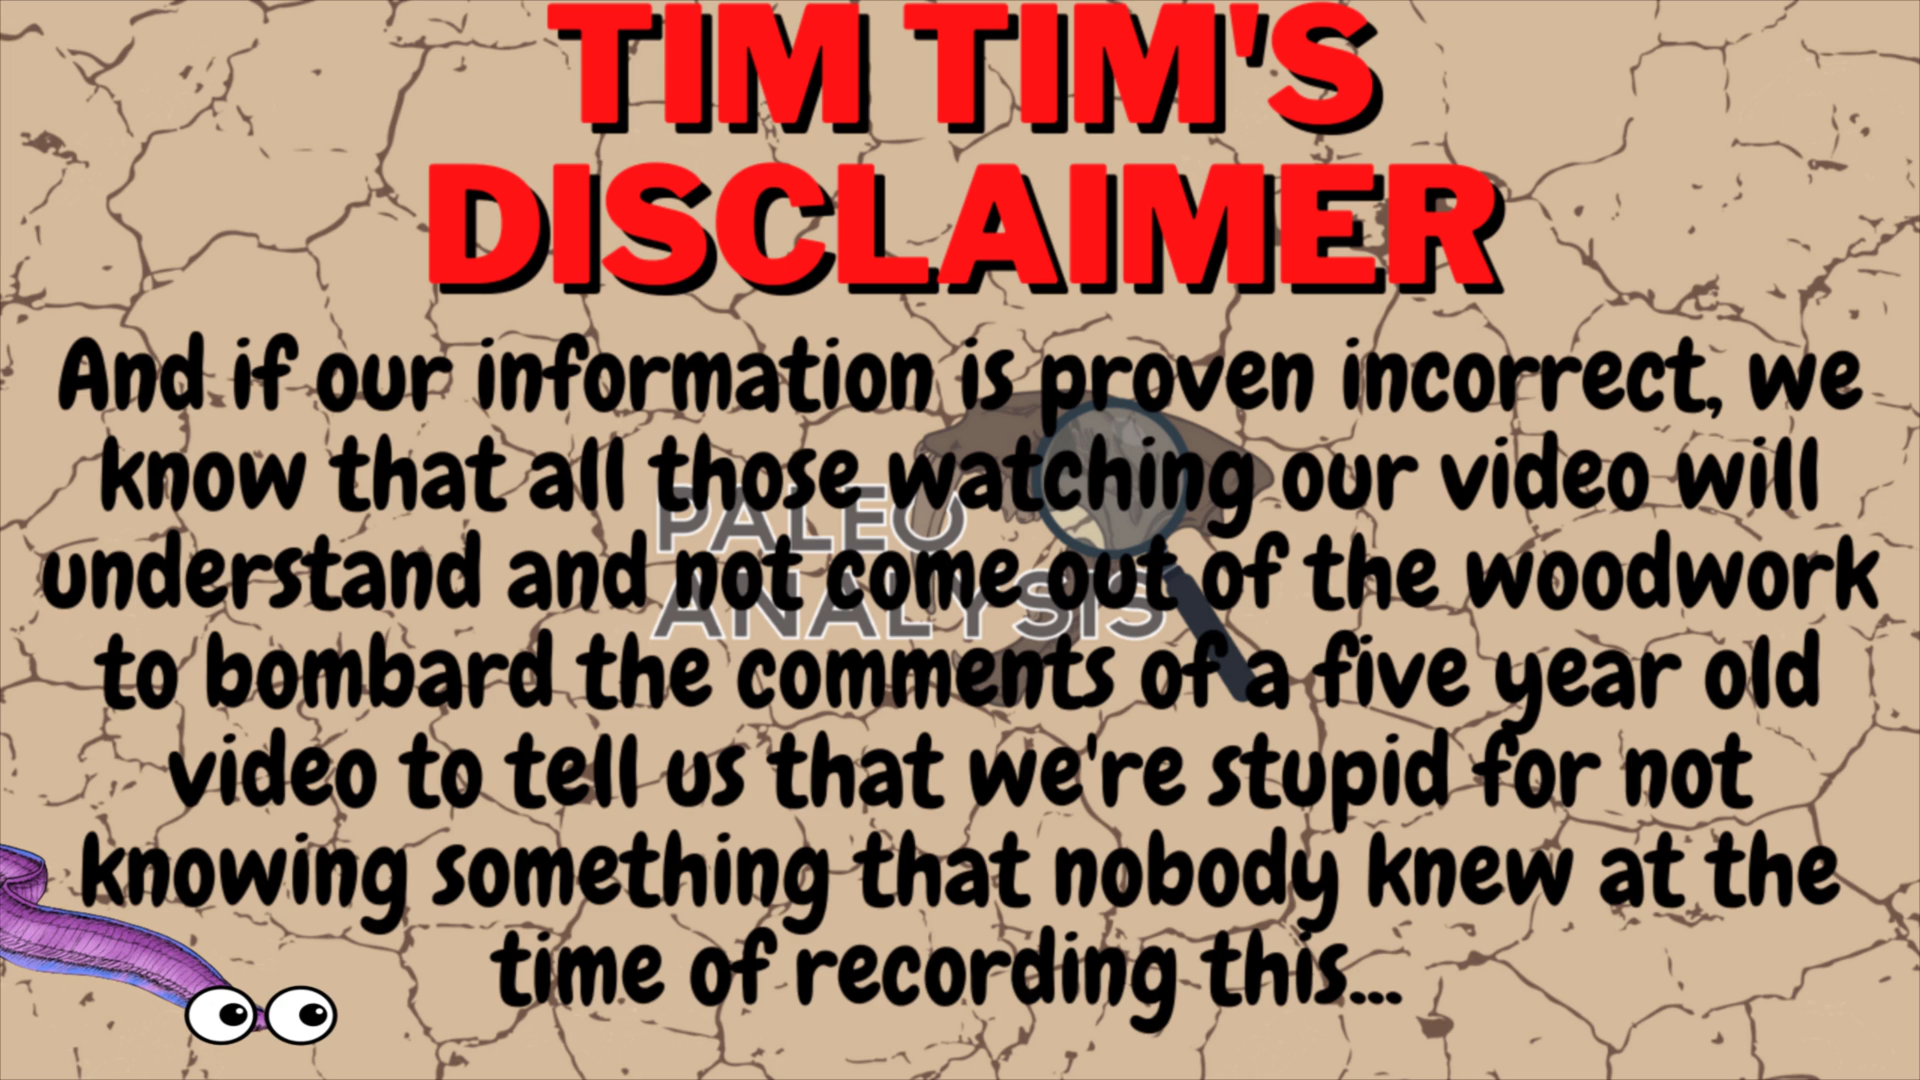 TIM TIM'S
DISCLAIMER
And if our information is proven incorrect, we
know that all those watching our video will
understand and not come out of the woodwork
to bombard the comments of a five year old
video to tell us that we're stupid for not
knowing something that nobody knew at the
time of recording this...
PALEO
ANALYSIS